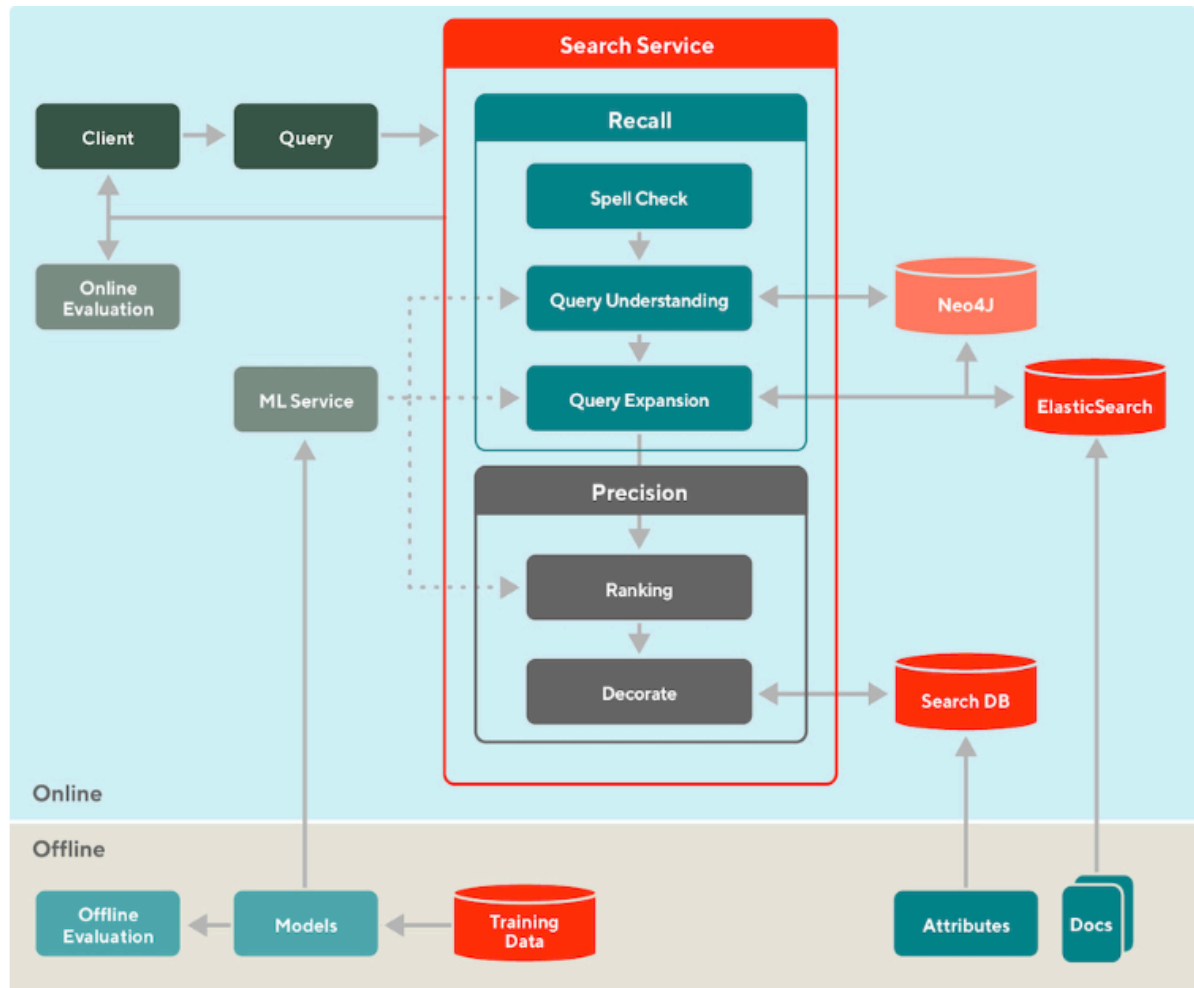 Search Service
Recall
Client
Query
Spell Check
Online
Evaluation
Query Understanding
Neo4J
ML Service
Query Expansion
ElasticSearch
Precision
Ranking
Decorate
Search DB
Online
Offline
Offline
Evaluation
Models
Training
Data
Attributes
Docs